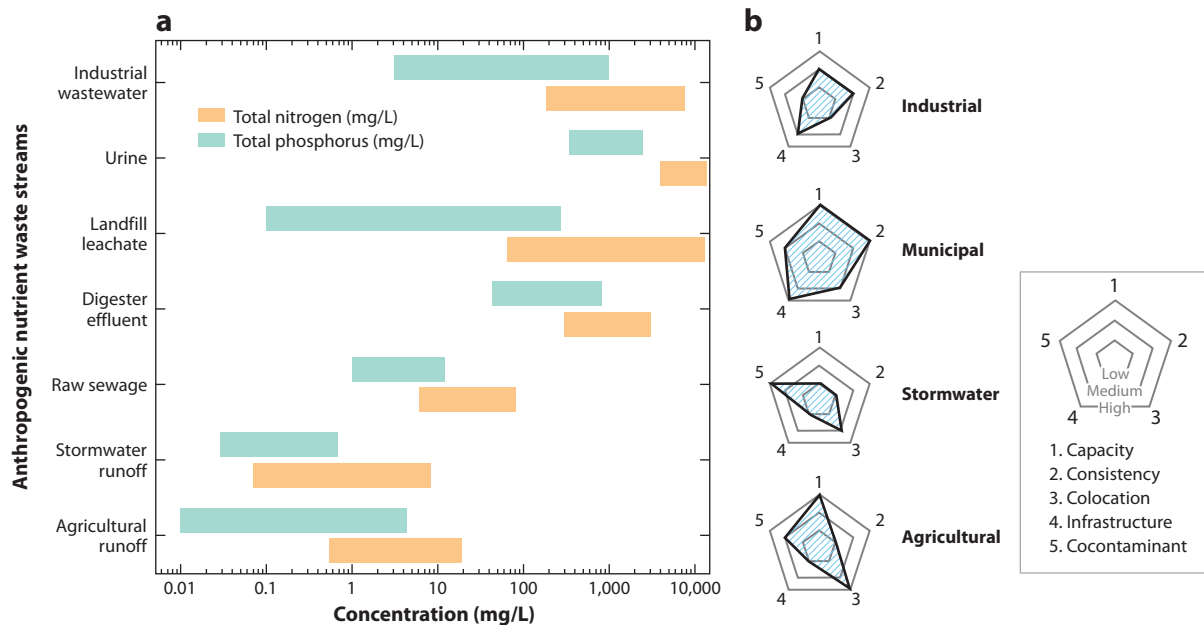 a
Anthropogenic nutrient waste streams
Industrial
wastewater
Urine
Landfill
leachate
Digester
effluent
Raw sewage
Stormwater
runoff
Agricultural
runoff
Total nitrogen (mg/L)
Total phosphorus (mg/L)
0.01 0.1 1 10 100 1,000 10,000
Concentration (mg/L)
b
1
5 2
Industrial
4 3
1
5 2
Municipal
4 3
1
5 2
Stormwater
4 3
1
5 2
Agricultural
4 3
1
5 2
Low
Medium
High
4 3
1. Capacity
2. Consistency
3. Colocation
4. Infrastructure
5. Cocontaminant